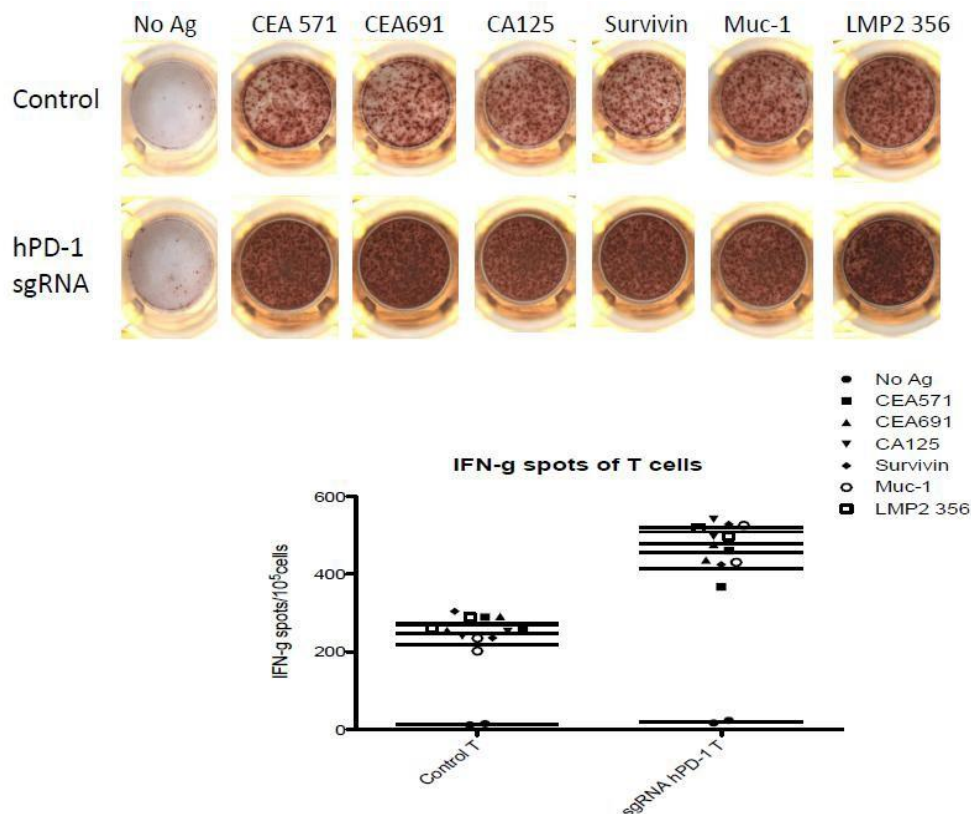 No Ag CEA 571 CEA691 CA125 Survivin Muc-1 LMP2 356
Control
hPD-1
sgRNA
No Ag
CEA571
CEA691
CA125
Survivin
Muc-1
LMP2 356
IFN-g spots of T cells
600
400
200
0
IFN-g spots/10⁵cells
Control T
sgRNA hPD-1 T